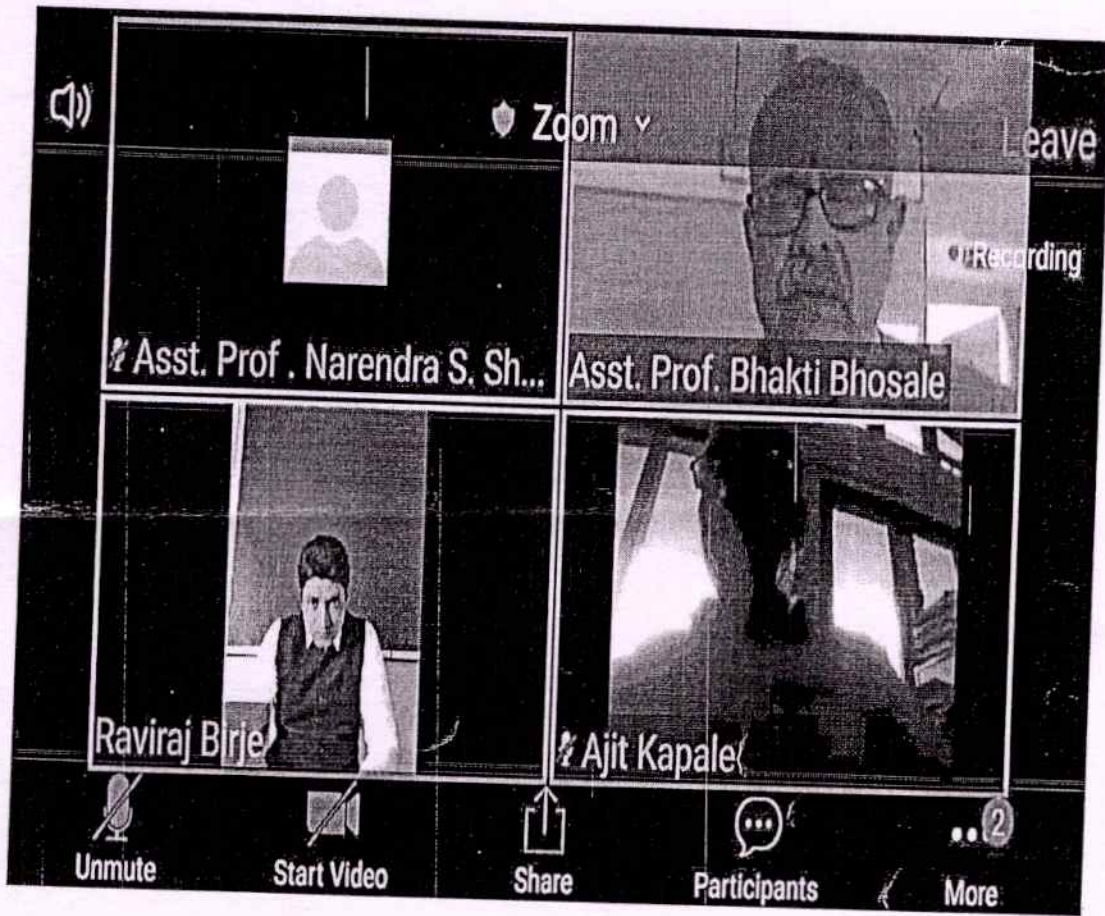 Zoom
Leave
Recording
Asst. Prof . Narendra S. Sh...
Asst. Prof. Bhakti Bhosale
Raviraj Birje
Ajit Kapale
Unmute
Start Video
Share
Participants
2
More